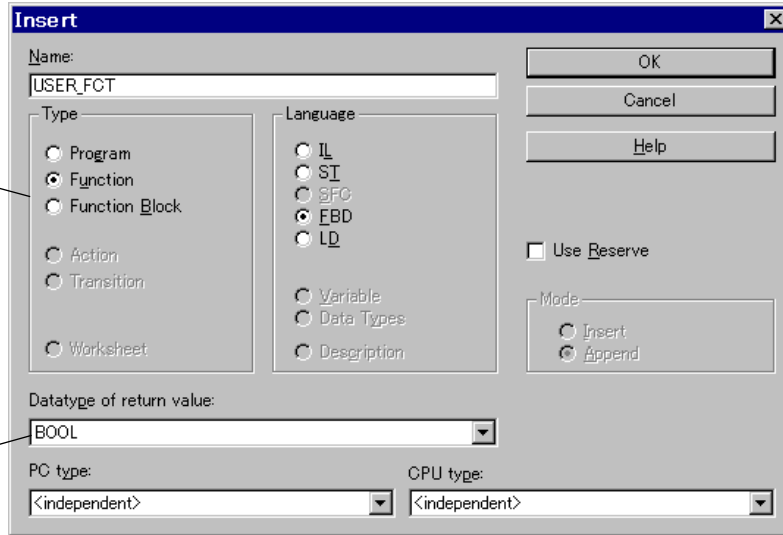 Insert
Name:
USER_FCT
OK
Cancel
Help
Type
Program
Function
Function Block
Action
Transition
Worksheet
Language
IL
ST
SFC
FBD
LD
Variable
Data Types
Description
Use Reserve
Mode
Insert
Append
Datatype of return value:
BOOL
PC type:
<independent>
CPU type:
<independent>